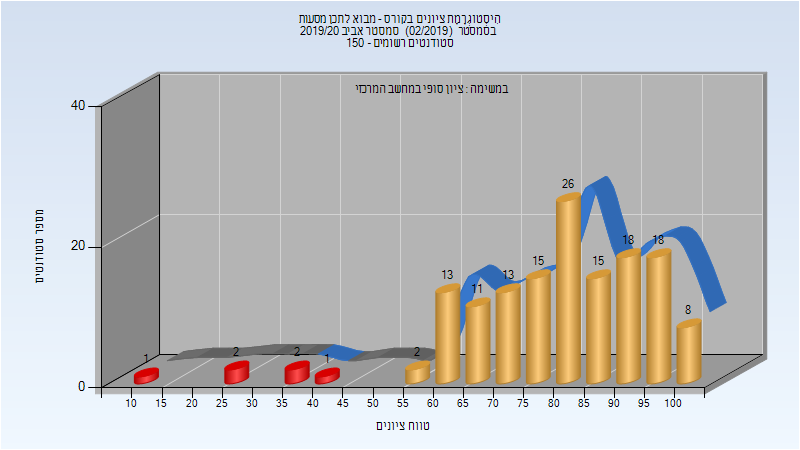 היסטוגרמת ציונים בקורס - מבוא לתכן מסעות
בסמסטר (02/2019) סמסטר אביב 2019/20
סטודנטים רשומים - 150
במשימה : ציון סופי במחשב המרכזי
40
20
0
מספר סטודנטים
1
2
2
1
2
13
11
13
15
26
15
18
18
8
10 15 20 25 30 35 40 45 50 55 60 65 70 75 80 85 90 95 100
טווח ציונים